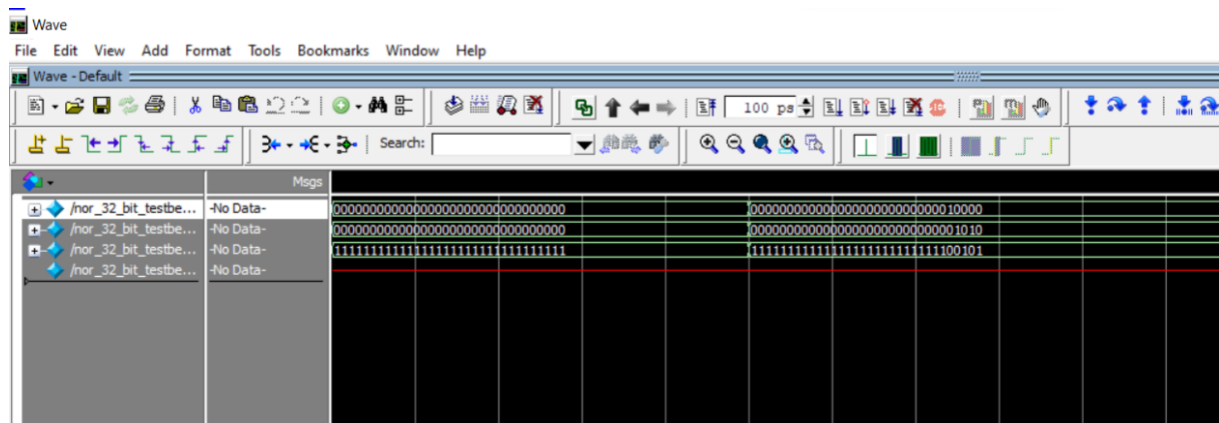 Wave
File Edit View Add Format Tools Bookmarks Window Help
Wave - Default
100 ps
Search:
Msgs
/nor_32_bit_testbe... -No Data- 00000000000000000000000000000000 00000000000000000000000000010000
/nor_32_bit_testbe... -No Data- 00000000000000000000000000000000 00000000000000000000000000001010
/nor_32_bit_testbe... -No Data- 11111111111111111111111111111111 11111111111111111111111111100101
/nor_32_bit_testbe... -No Data-